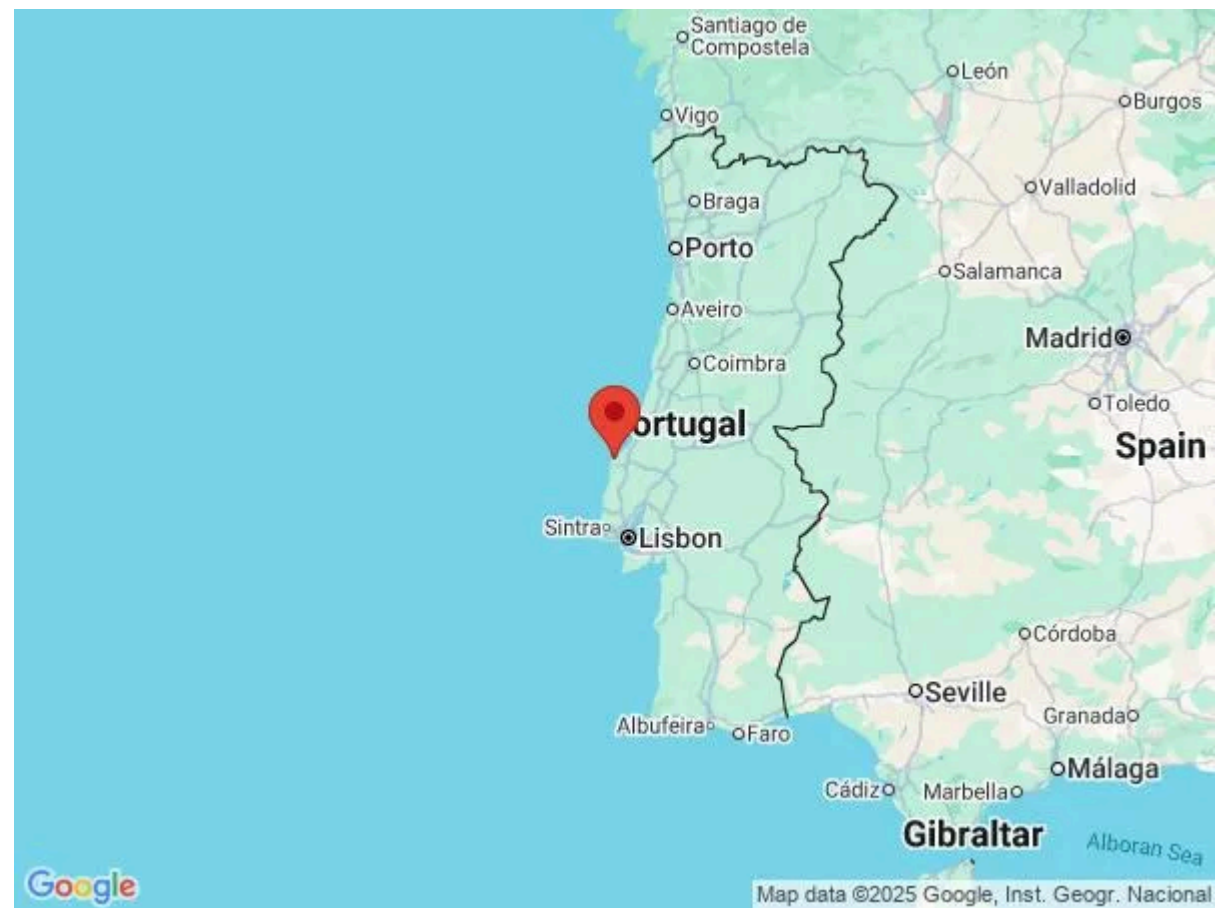 Santiago de
Compostela
León
Burgos
Vigo
Valladolid
Braga
Porto
Salamanca
Aveiro
Madrid
Coimbra
Toledo
ortugal
Spain
Sintra
Lisbon
Córdoba
Seville
Granada
Albufeira
Faro
Málaga
Cádiz
Marbella
Gibraltar
Alboran Sea
Google
Map data ©2025 Google, Inst. Geogr. Nacional